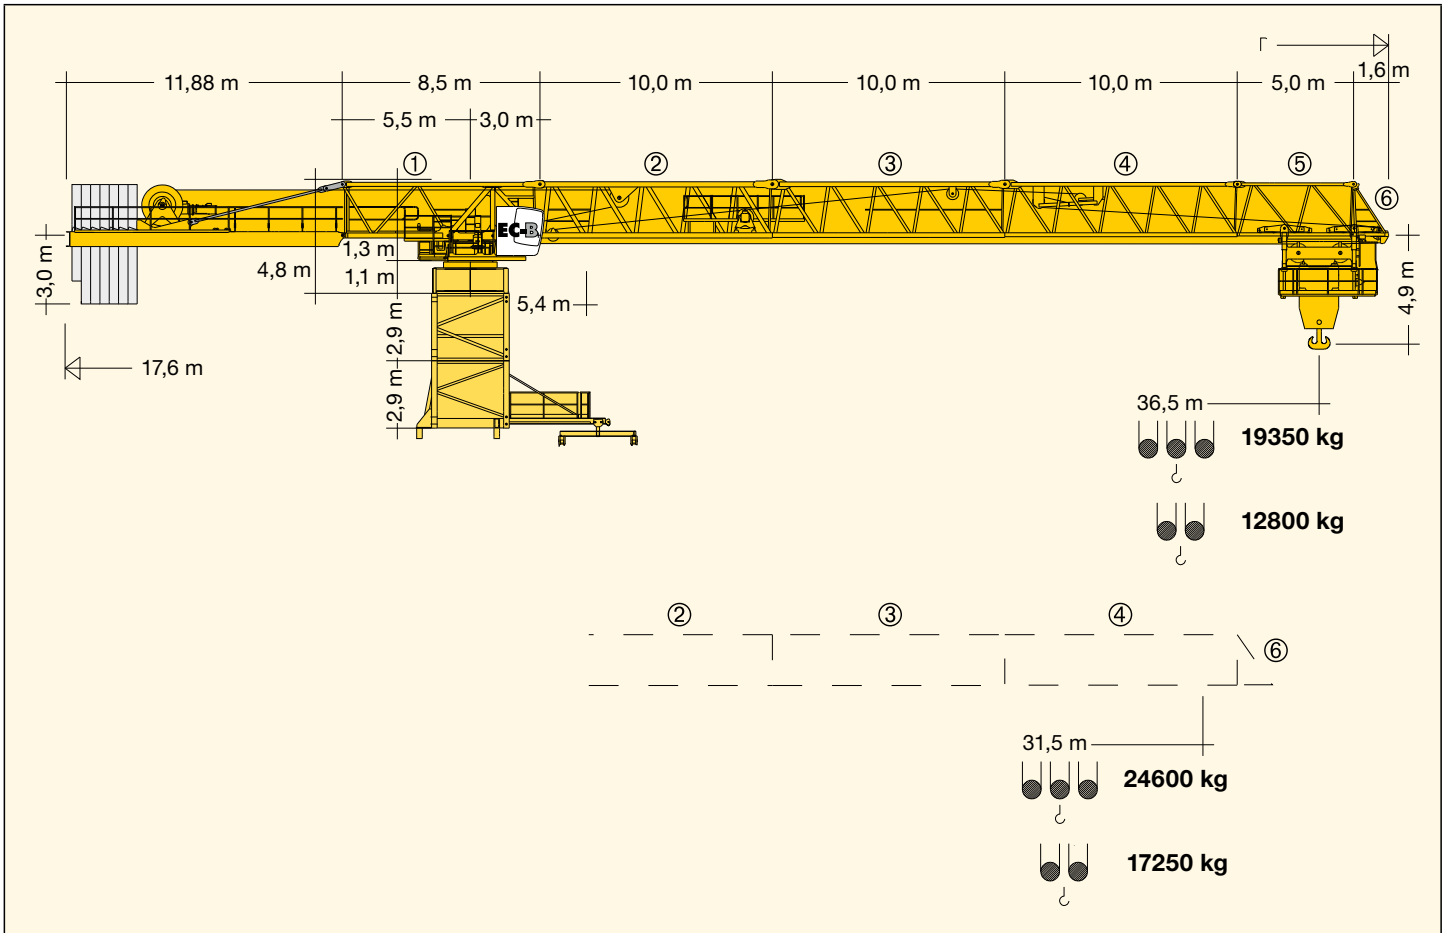 r
11,88 m
8,5 m
10,0 m
10,0 m
10,0 m
5,0 m
1,6 m
5,5 m
3,0 m
①
②
③
④
⑤
⑥
EC-B
3,0 m
4,8 m
1,3 m
1,1 m
5,4 m
4,9 m
2,9 m
2,9 m
17,6 m
36,5 m
19350 kg
12800 kg
②
③
④
⑥
31,5 m
24600 kg
17250 kg